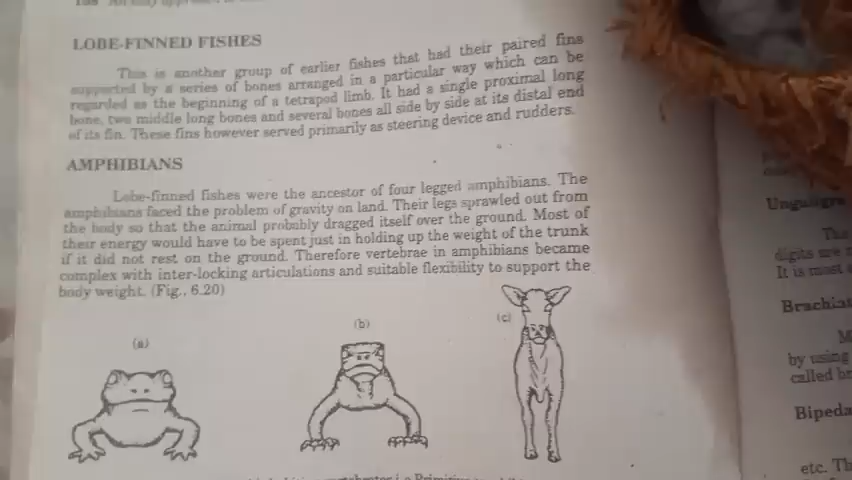 LOBE-FINNED FISHES
This is another group of earlier fishes that had their paired fins
supported by a series of bones arranged in a particular way which can be
regarded as the beginning of a tetrapod limb. It had a single proximal long
bone, two middle long bones and several bones all side by side at its distal end
of its fin. These fins however served primarily as steering device and rudders.
AMPHIBIANS
Lobe-finned fishes were the ancestor of four legged amphibians. The
amphibians faced the problem of gravity on land. Their legs sprawled out from
the body so that the animal probably dragged itself over the ground. Most of
their energy would have to be spent just in holding up the weight of the trunk
if it did not rest on the ground. Therefore vertebrae in amphibians became
complex with inter-locking articulations and suitable flexibility to support the
body weight. (Fig., 6.20)
(a)
(b)
(c)
The
digits are
It is most
M
by using
called
Bipeda
etc. Th